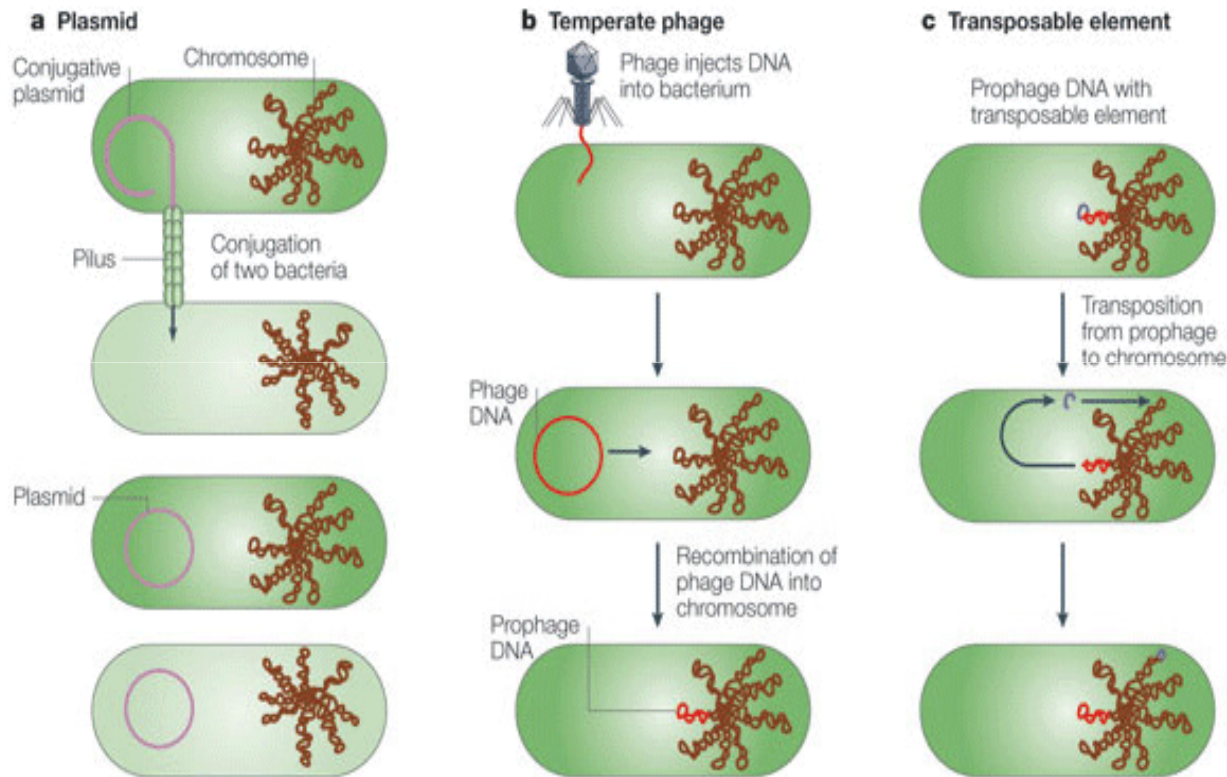 a Plasmid
Conjugative
plasmid
Chromosome
Pilus
Conjugation
of two bacteria
Plasmid
b Temperate phage
Phage injects DNA
into bacterium
Phage
DNA
Recombination of
phage DNA into
chromosome
Prophage
DNA
c Transposable element
Prophage DNA with
transposable element
Transposition
from prophage
to chromosome